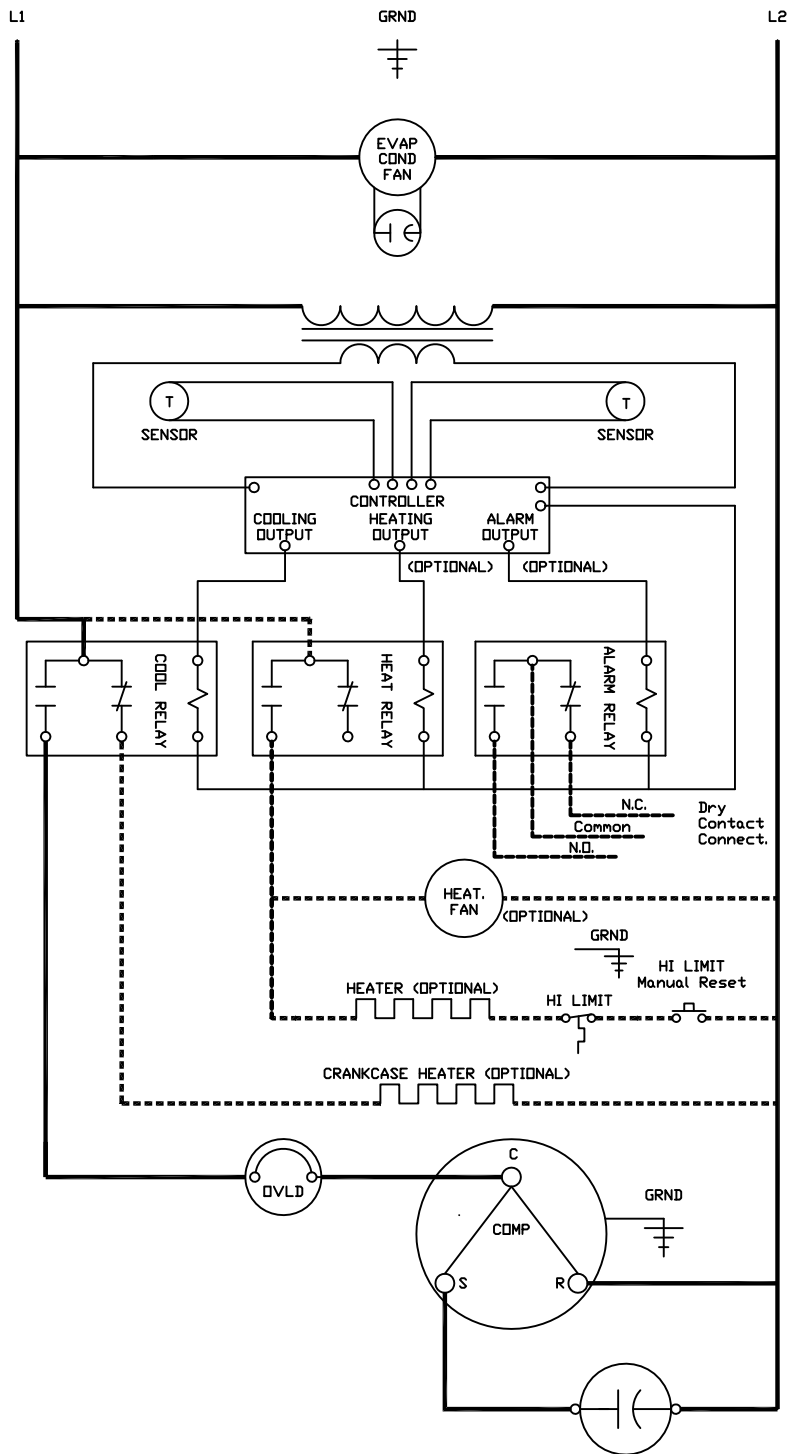 L1
GRND
L2
EVAP
COND
FAN
T
SENSOR
T
SENSOR
CONTROLLER
COOLING
OUTPUT
HEATING
OUTPUT
ALARM
OUTPUT
(OPTIONAL)
(OPTIONAL)
COOL RELAY
HEAT RELAY
ALARM RELAY
N.C.
Common
N.O.
Dry
Contact
Connect.
HEAT.
FAN
(OPTIONAL)
GRND
HI LIMIT
Manual Reset
HEATER (OPTIONAL)
HI LIMIT
CRANKCASE HEATER (OPTIONAL)
OVLD
C
GRND
COMP
S
R